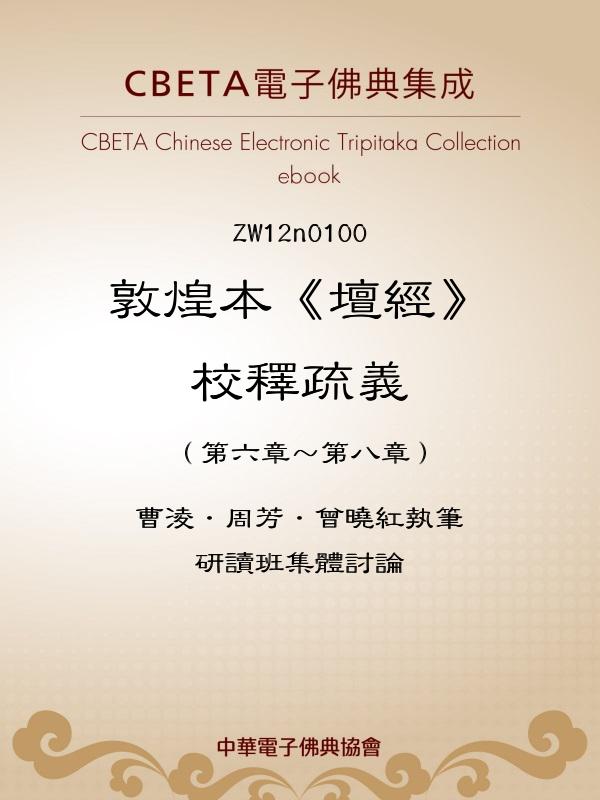 CBETA電子佛典集成
CBETA Chinese Electronic Tripitaka Collection
ebook
ZW12n0100
敦煌本《壇經》
校釋疏義
（第六章～第八章）
曹淩．周芳．曾曉紅執筆
研讀班集體討論
中華電子佛典協會